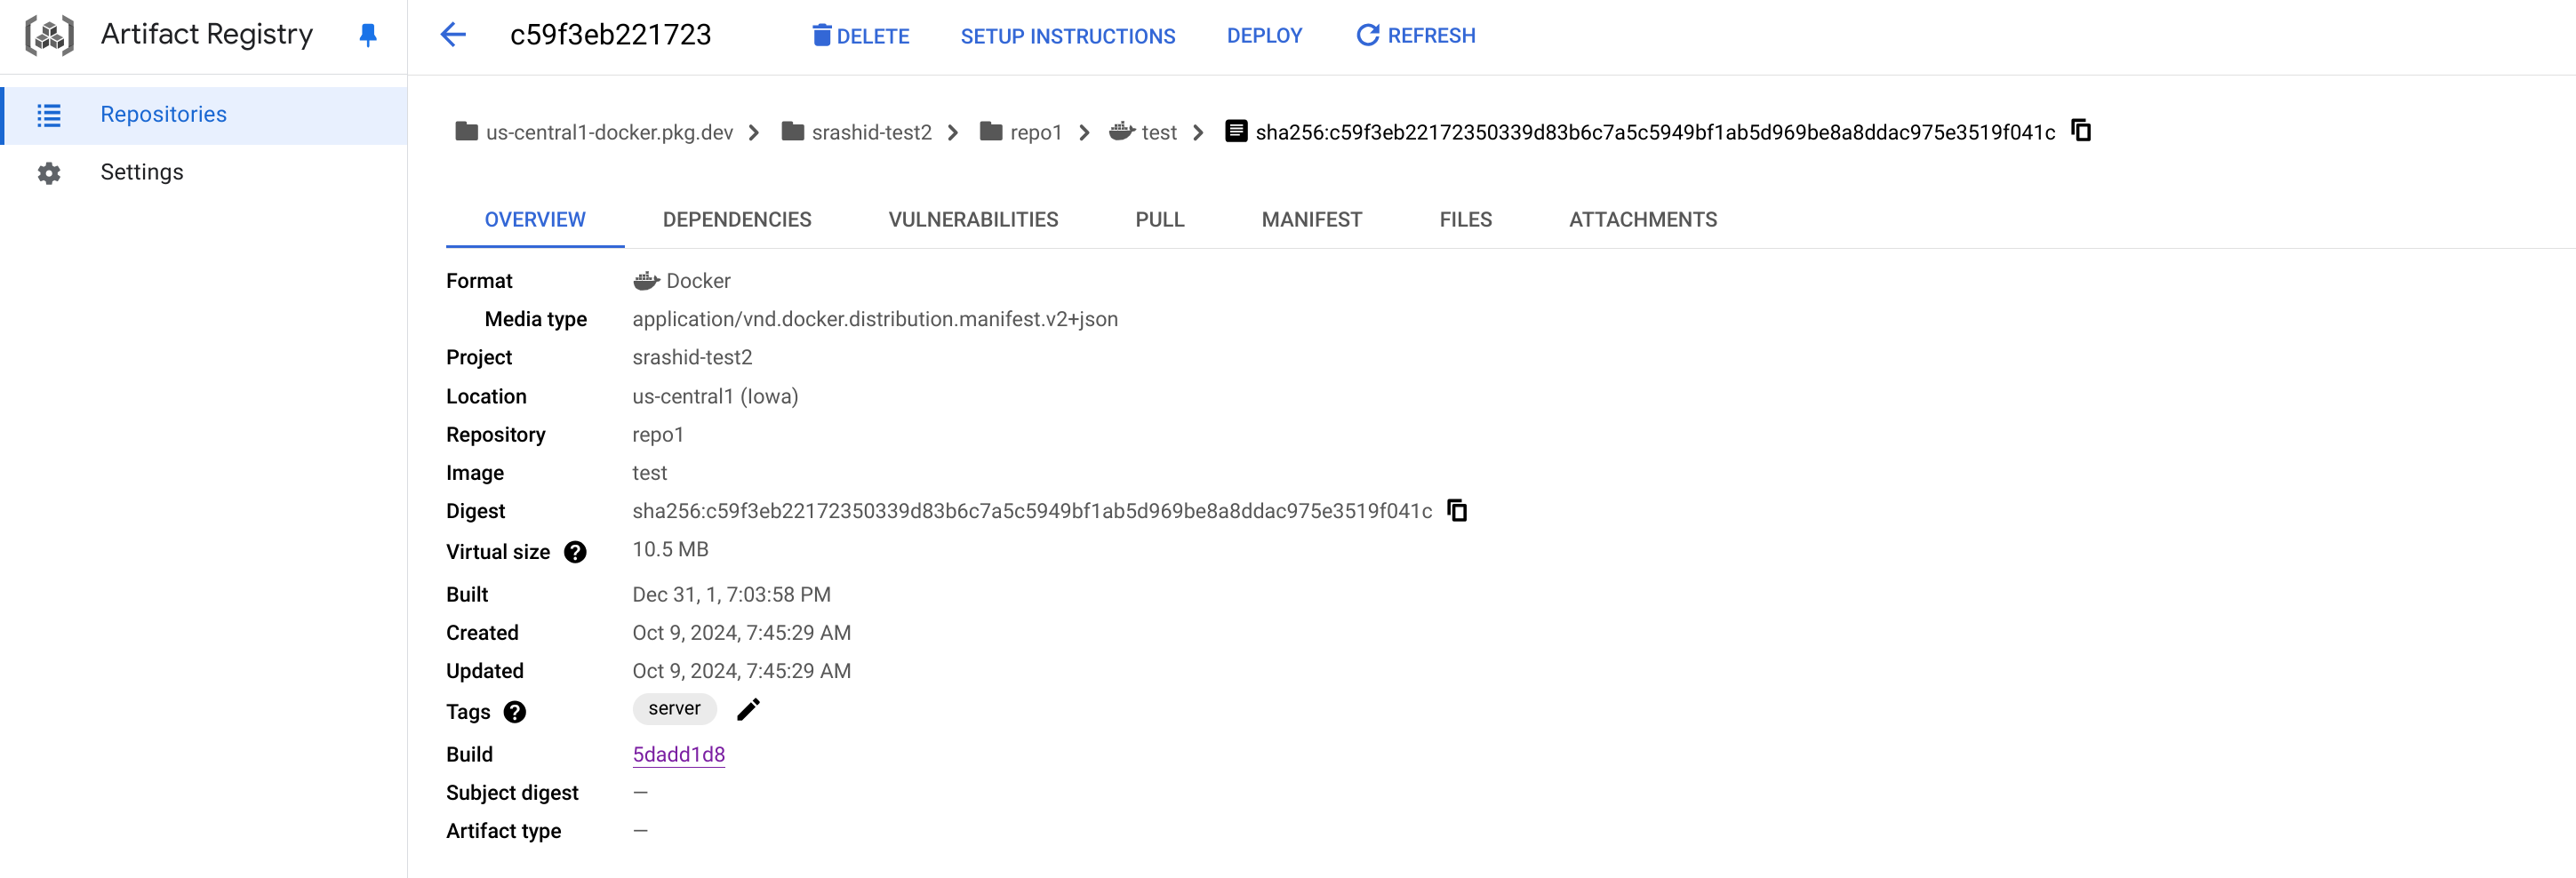 Artifact Registry
c59f3eb221723 DELETE SETUP INSTRUCTIONS DEPLOY REFRESH
Repositories
Settings
us-central1-docker.pkg.dev srashid-test2 repo1 test sha256:c59f3eb22172350339d83b6c7a5c5949bf1ab5d969be8a8ddac975e3519f041c
OVERVIEW DEPENDENCIES VULNERABILITIES PULL MANIFEST FILES ATTACHMENTS
Format Docker
Media type application/vnd.docker.distribution.manifest.v2+json
Project srashid-test2
Location us-central1 (Iowa)
Repository repo1
Image test
Digest sha256:c59f3eb22172350339d83b6c7a5c5949bf1ab5d969be8a8ddac975e3519f041c
Virtual size ? 10.5 MB
Built Dec 31, 1, 7:03:58 PM
Created Oct 9, 2024, 7:45:29 AM
Updated Oct 9, 2024, 7:45:29 AM
Tags ? server
Build 5dadd1d8
Subject digest —
Artifact type —